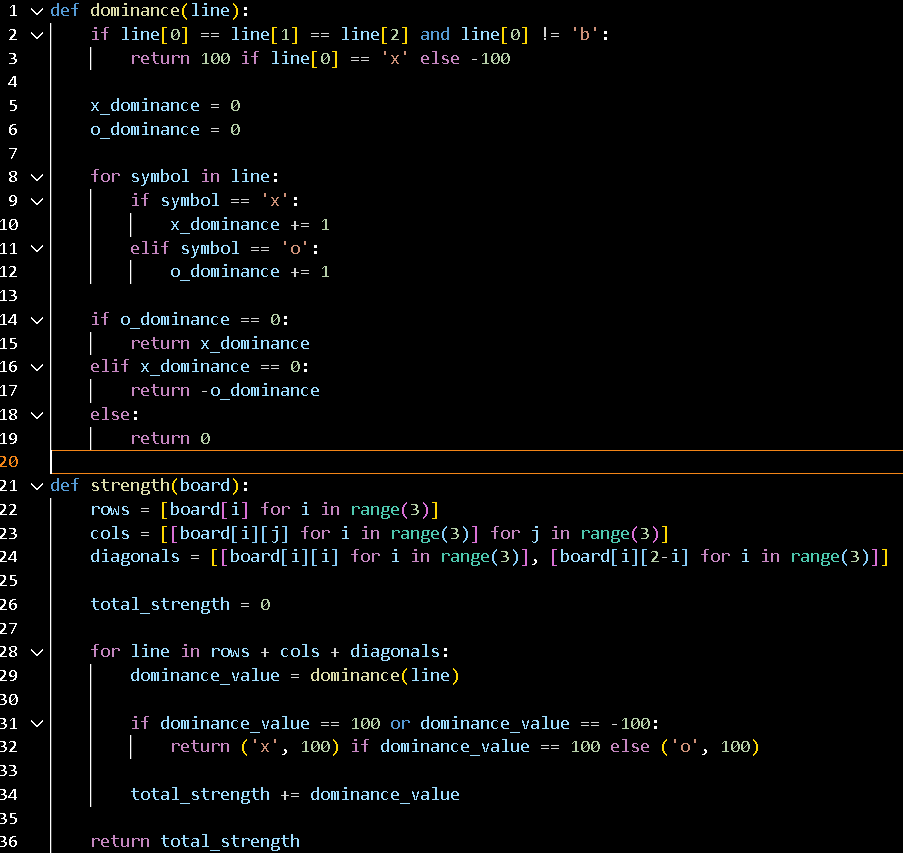 1 def dominance(line):
2     if line[0] == line[1] == line[2] and line[0] != 'b':
3         return 100 if line[0] == 'x' else -100
4
5     x_dominance = 0
6     o_dominance = 0
7
8     for symbol in line:
9         if symbol == 'x':
10             x_dominance += 1
11         elif symbol == 'o':
12             o_dominance += 1
13
14     if o_dominance == 0:
15         return x_dominance
16     elif x_dominance == 0:
17         return -o_dominance
18     else:
19         return 0
20
21 def strength(board):
22     rows = [board[i] for i in range(3)]
23     cols = [[board[i][j] for i in range(3)] for j in range(3)]
24     diagonals = [[board[i][i] for i in range(3)], [board[i][2-i] for i in range(3)]]
25
26     total_strength = 0
27
28     for line in rows + cols + diagonals:
29         dominance_value = dominance(line)
30
31         if dominance_value == 100 or dominance_value == -100:
32             return ('x', 100) if dominance_value == 100 else ('o', 100)
33
34         total_strength += dominance_value
35
36     return total_strength